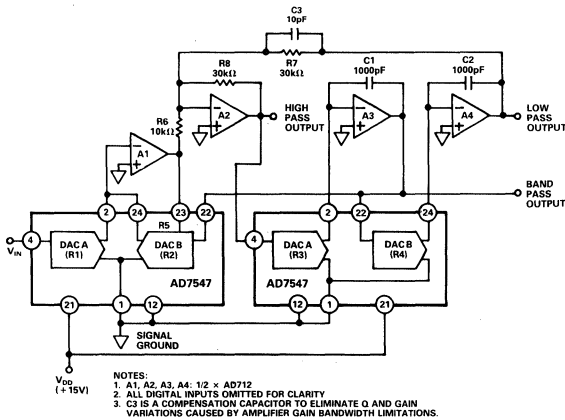 C3
10pF
R8
30kΩ
R7
30kΩ
C1
1000pF
C2
1000pF
R6
10kΩ
A1
A2
HIGH
PASS
OUTPUT
A3
A4
LOW
PASS
OUTPUT
BAND
PASS
OUTPUT
2
24
23
22
2
22
24
R5
4
VIN
DAC A
(R1)
DAC B
(R2)
AD7547
4
DAC A
(R3)
DAC B
(R4)
AD7547
21
1
12
12
1
21
SIGNAL
GROUND
VDD
(+15V)
NOTES:
1. A1, A2, A3, A4: 1/2 × AD712
2. ALL DIGITAL INPUTS OMITTED FOR CLARITY
3. C3 IS A COMPENSATION CAPACITOR TO ELIMINATE Q AND GAIN
VARIATIONS CAUSED BY AMPLIFIER GAIN BANDWIDTH LIMITATIONS.